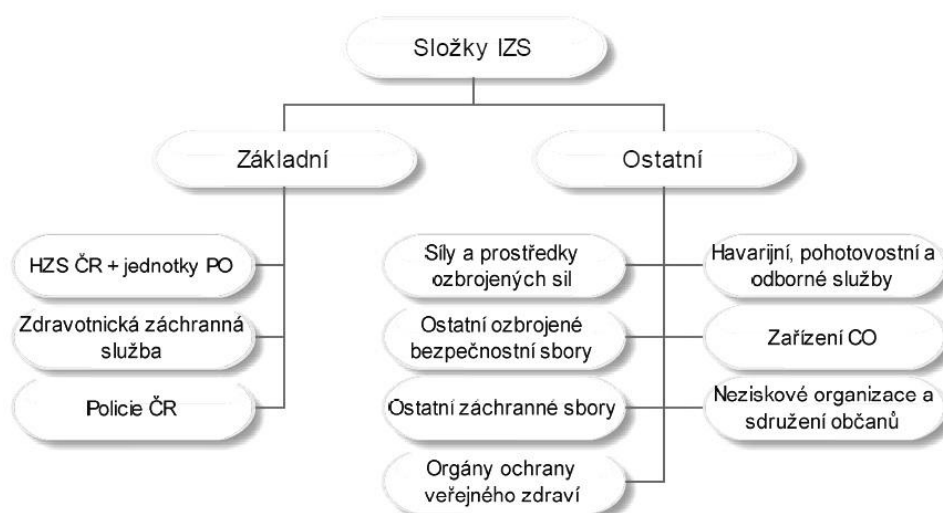 Složky IZS
Základní
Ostatní
HZS ČR + jednotky PO
Zdravotnická záchranná
služba
Policie ČR
Síly a prostředky
ozbrojených sil
Ostatní ozbrojené
bezpečnostní sbory
Ostatní záchranné sbory
Orgány ochrany
veřejného zdraví
Havarijní, pohotovostní a
odborné služby
Zařízení CO
Neziskové organizace a
sdružení občanů